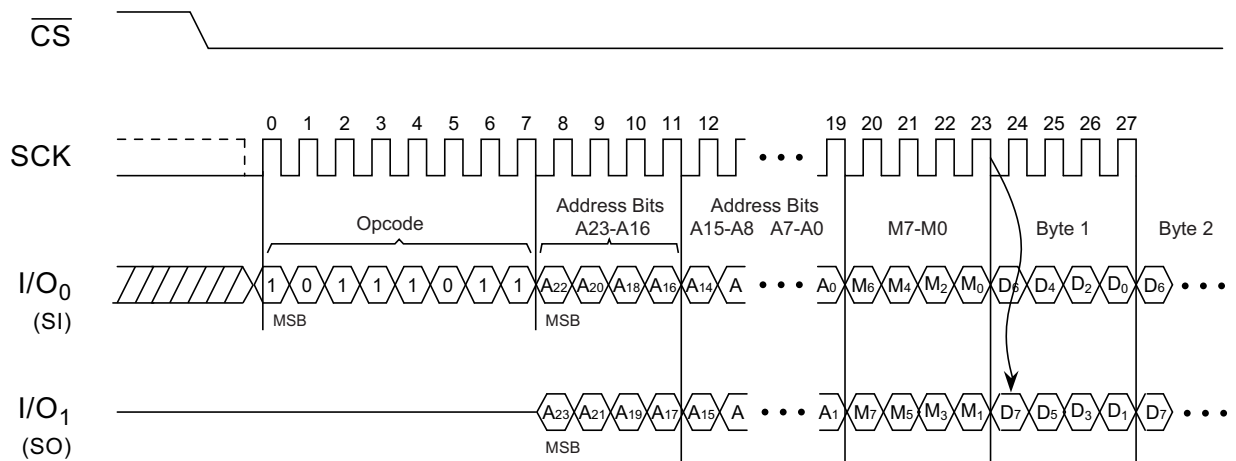 CS
SCK
0 1 2 3 4 5 6 7 8 9 10 11 12 • • • 19 20 21 22 23 24 25 26 27
Opcode
Address Bits
A23-A16
Address Bits
A15-A8 A7-A0
M7-M0
Byte 1
Byte 2
I/O0
(SI)
1 0 1 1 1 0 1 1 A22 A20 A18 A16 A14 A • • • A0 M6 M4 M2 M0 D6 D4 D2 D0 D6 • • •
MSB
MSB
I/O1
(SO)
A23 A21 A19 A17 A15 A • • • A1 M7 M5 M3 M1 D7 D5 D3 D1 D7 • • •
MSB